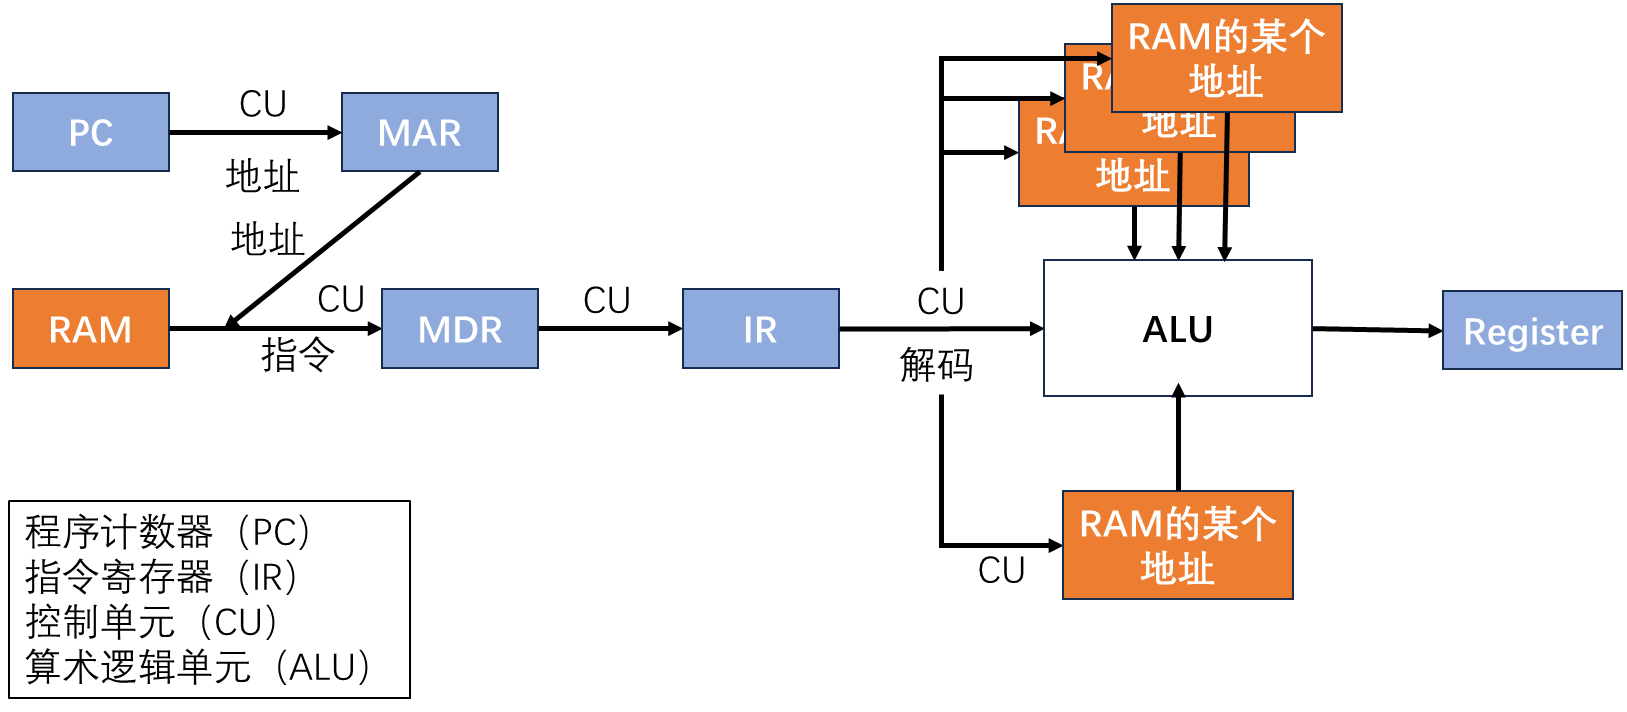 RAM的某个
地址
RA
地址
RA
地址
CU
PC
MAR
地址
地址
CU
CU
CU
RAM
MDR
IR
ALU
Register
指令
解码
RAM的某个
地址
CU
程序计数器（PC）
指令寄存器（IR）
控制单元（CU）
算术逻辑单元（ALU）